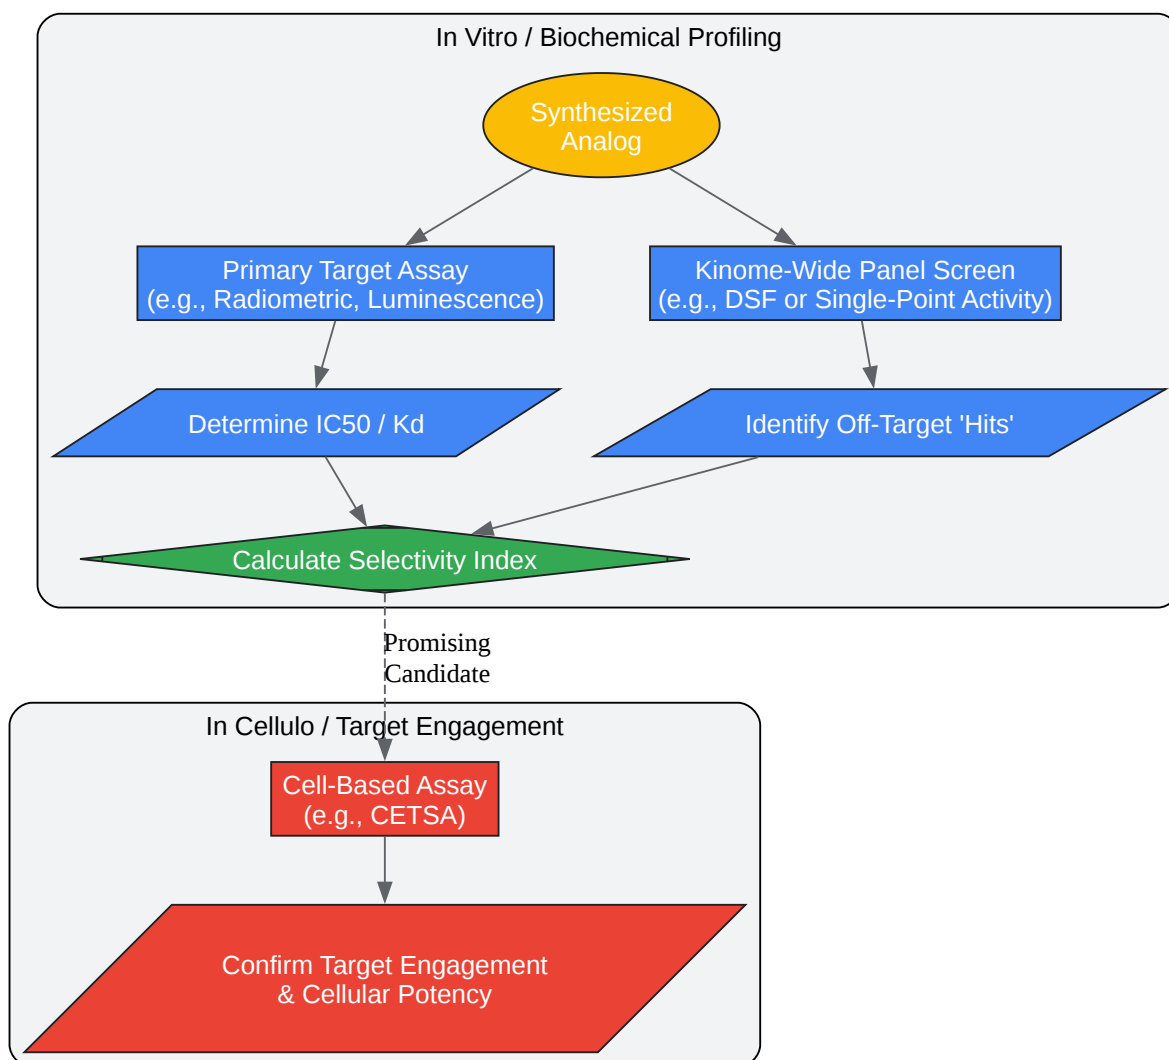 In Vitro / Biochemical Profiling
Synthesized
Analog
Primary Target Assay
(e.g., Radiometric, Luminescence)
Kinome-Wide Panel Screen
(e.g., DSF or Single-Point Activity)
Determine IC50 / Kd
Identify Off-Target 'Hits'
Calculate Selectivity Index
Promising
Candidate
In Cellulo / Target Engagement
Cell-Based Assay
(e.g., CETSA)
Confirm Target Engagement
& Cellular Potency